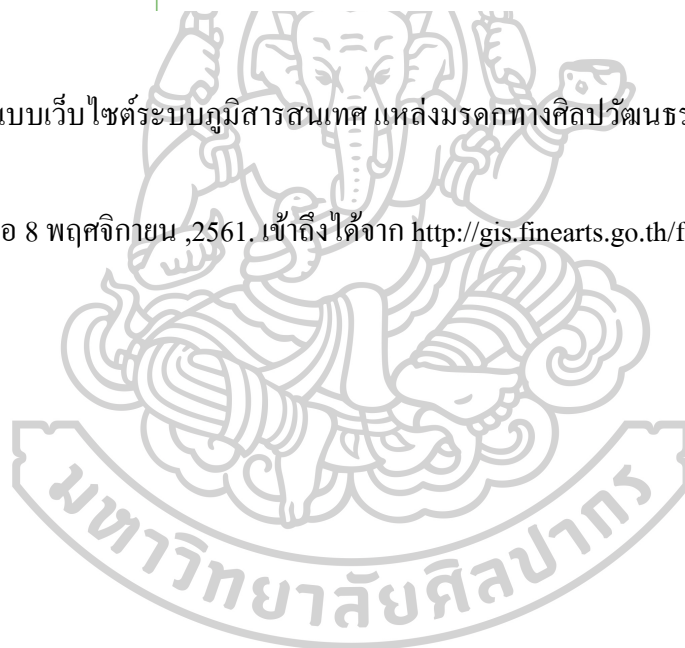 แบบเว็บไซต์ระบบภูมิสารสนเทศ แหล่งมรดกทางศิลปวัฒนธร
อ 8 พฤศจิกายน ,2561. เข้าถึงได้จาก http://gis.finearts.go.th/f
มหาวิทยาลัยศิลปากร